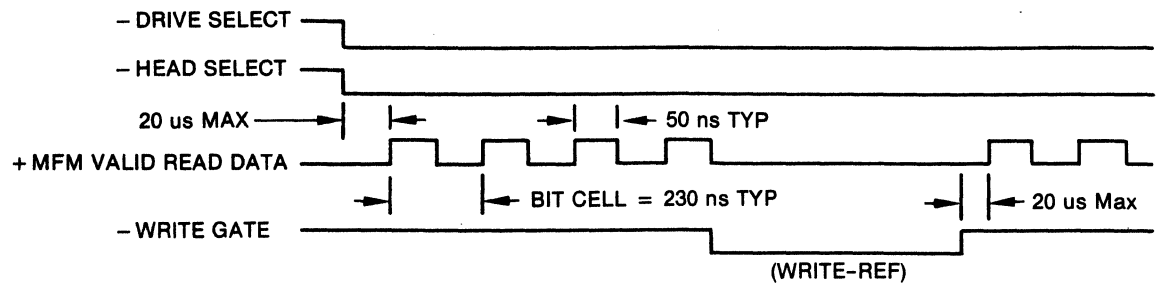 – DRIVE SELECT
– HEAD SELECT
20 us MAX
50 ns TYP
+ MFM VALID READ DATA
BIT CELL = 230 ns TYP
20 us Max
– WRITE GATE
(WRITE-REF)